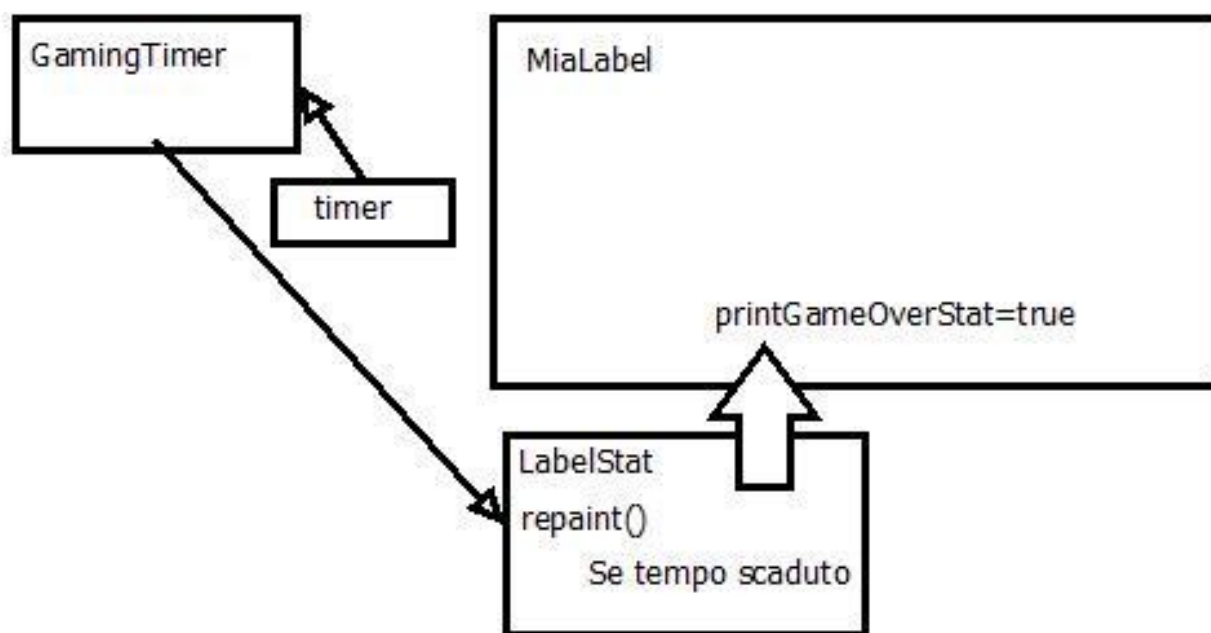 GamingTimer
MiaLabel
timer
printGameOverStat=true
LabelStat
repaint()
Se tempo scaduto